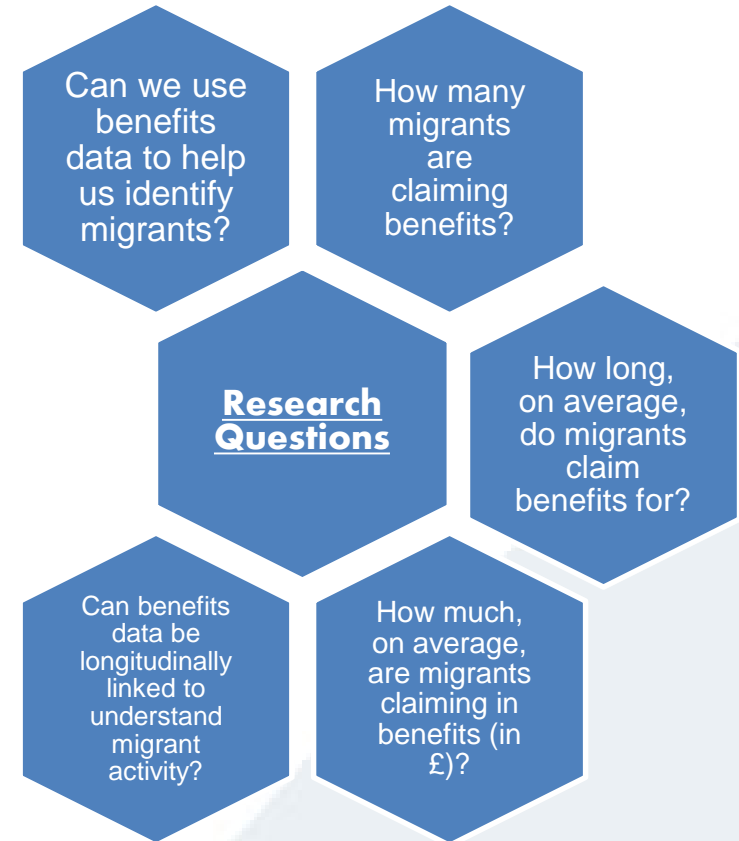 Can we use
benefits
data to help
us identify
migrants?
How many
migrants
are
claiming
benefits?
Research
Questions
How long,
on average,
do migrants
claim
benefits for?
Can benefits
data be
longitudinally
linked to
understand
migrant
activity?
How much,
on average,
are migrants
claiming in
benefits (in
£)?